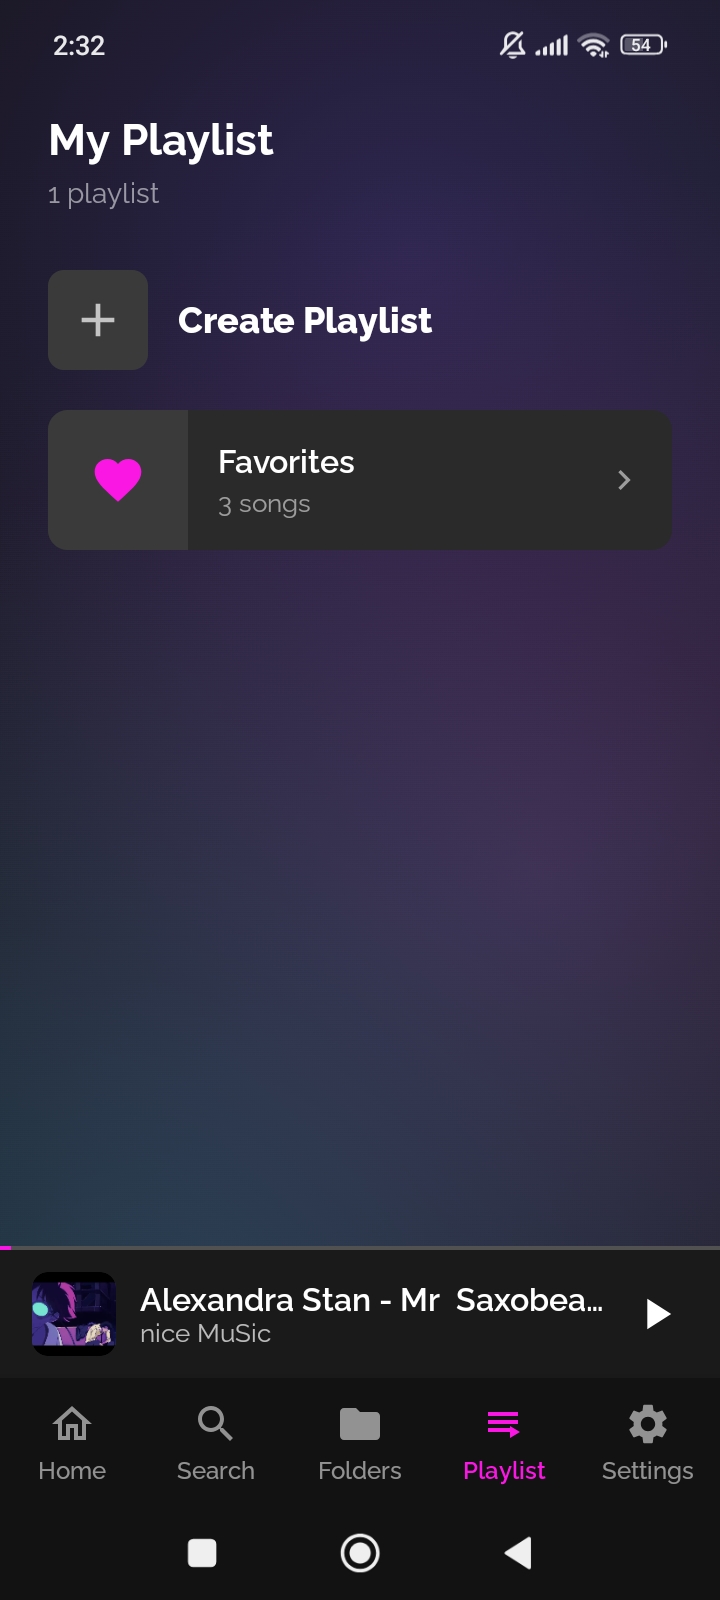 2:32
54
My Playlist
1 playlist
Create Playlist
Favorites
3 songs
Alexandra Stan - Mr  Saxobea...
nice MuSic
Home
Search
Folders
Playlist
Settings